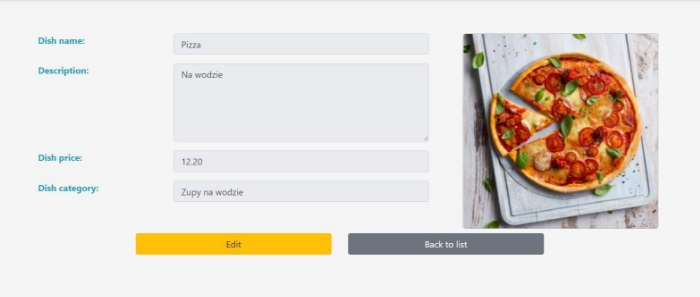 Dish name:
Pizza
Description:
Na wodzie
Dish price:
12.20
Dish category:
Zupy na wodzie
Edit
Back to list